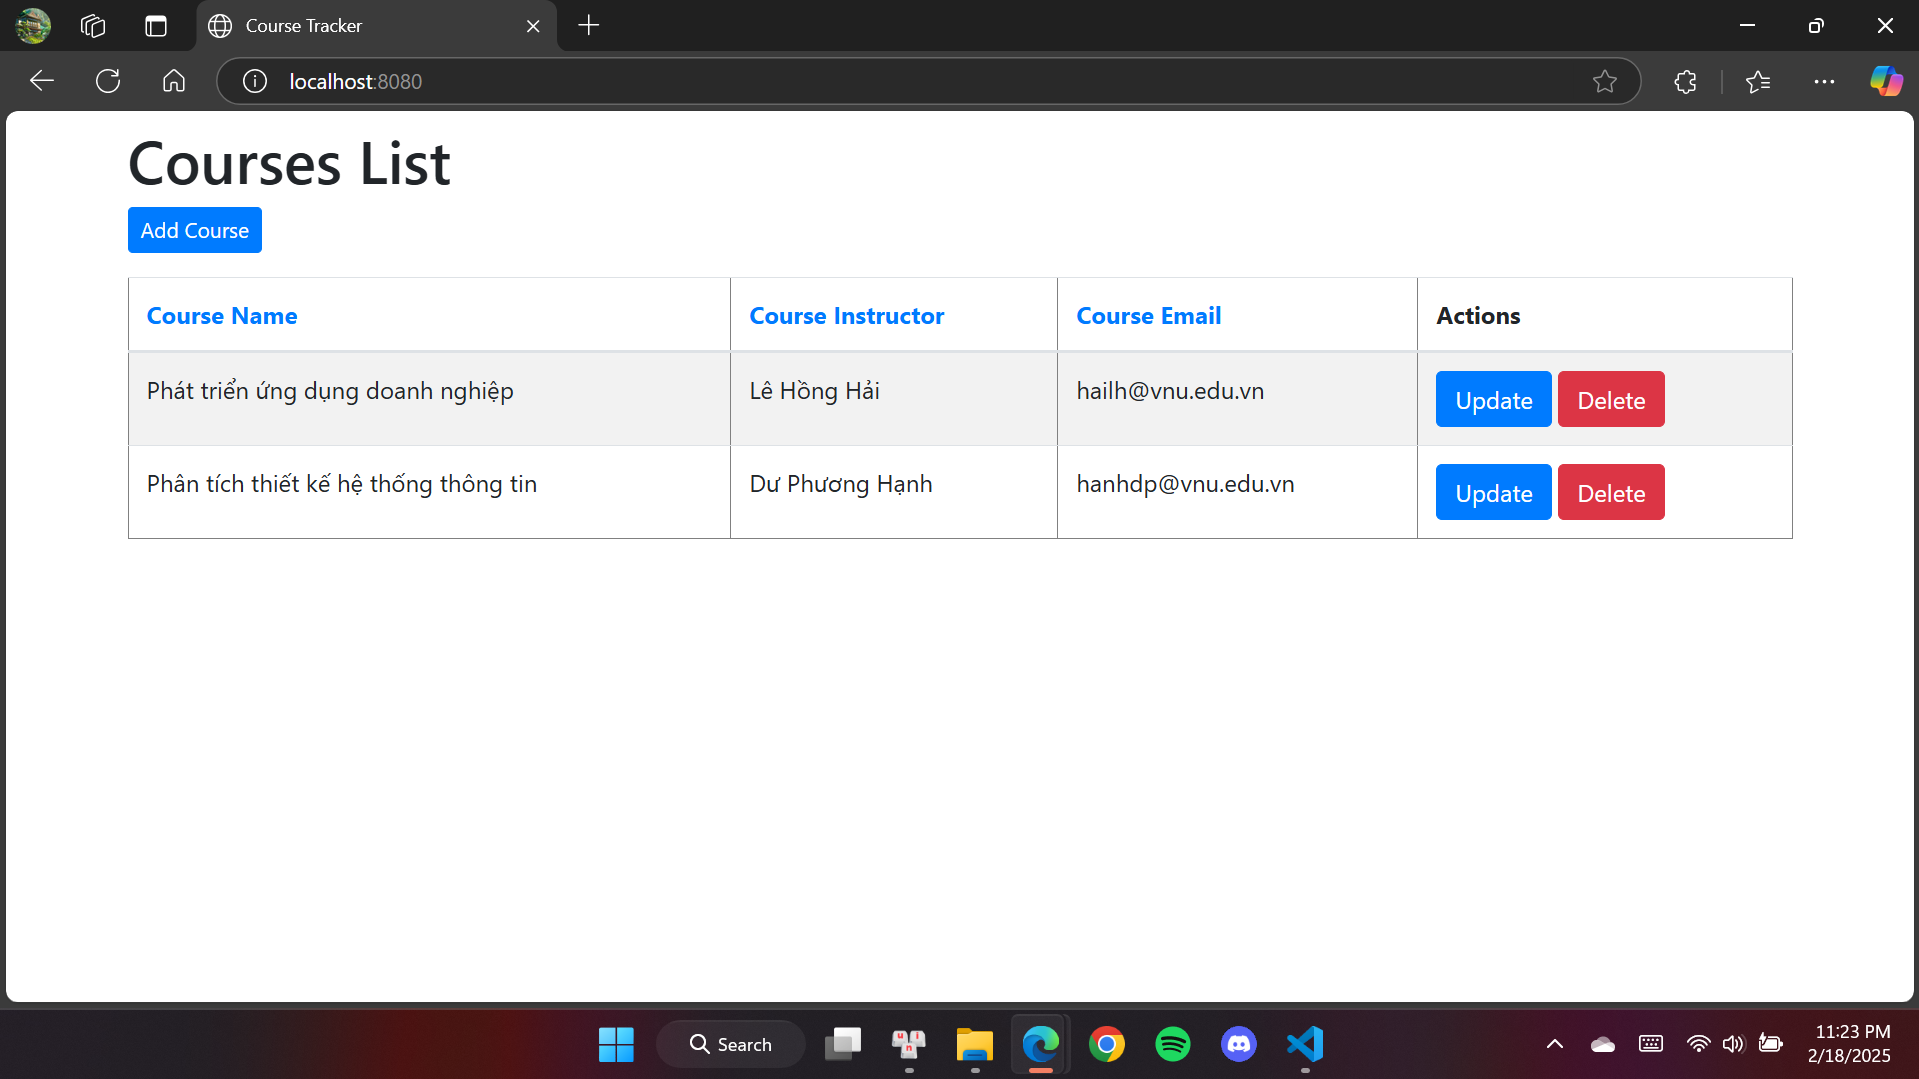 Course Tracker
localhost:8080
Courses List
Add Course
Course Name Course Instructor Course Email Actions
Phát triển ứng dụng doanh nghiệp Lê Hồng Hải hailh@vnu.edu.vn Update Delete
Phân tích thiết kế hệ thống thông tin Dư Phương Hạnh hanhdp@vnu.edu.vn Update Delete
Search
11:23 PM
2/18/2025